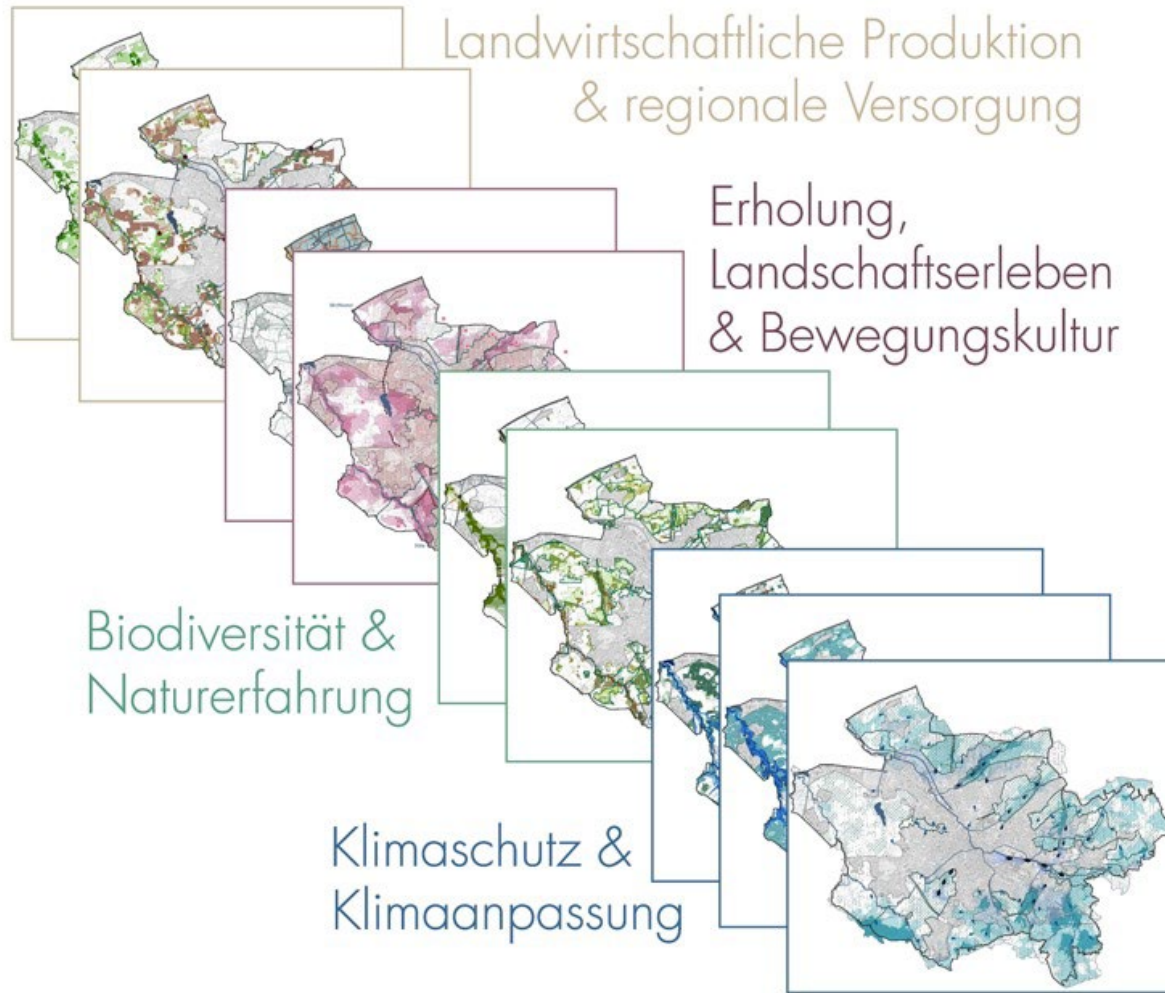 Landwirtschaftliche Produktion
& regionale Versorgung
Erholung,
Landschaftserleben
& Bewegungskultur
Biodiversität &
Naturerfahrung
Klimaschutz &
Klimaanpassung